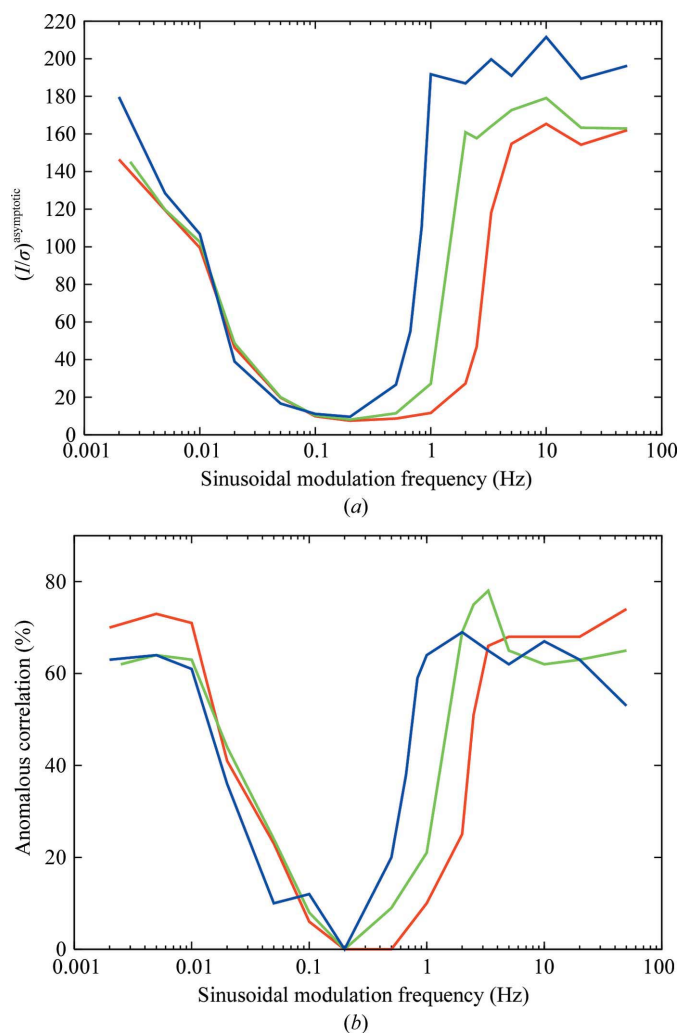 220
200
180
160
140
120
100
80
60
40
20
0
(I/σ)^asymptotic
0.001 0.01 0.1 1 10 100
Sinusoidal modulation frequency (Hz)
(a)
80
60
40
20
0
Anomalous correlation (%)
0.001 0.01 0.1 1 10 100
Sinusoidal modulation frequency (Hz)
(b)